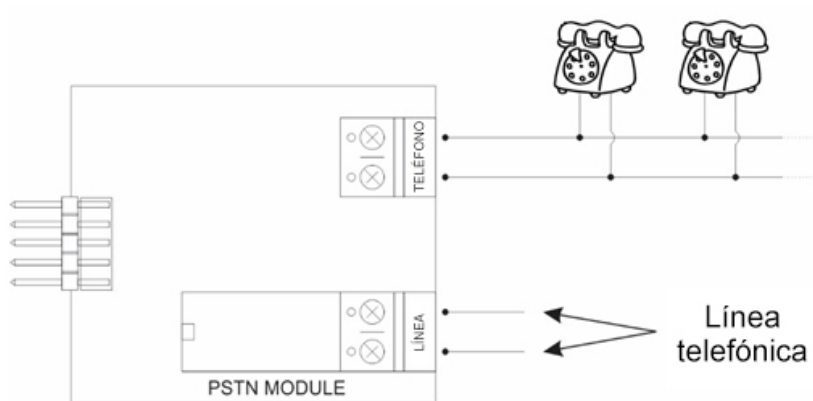 TELÉFONO
LÍNEA
Línea
telefónica
PSTN MODULE